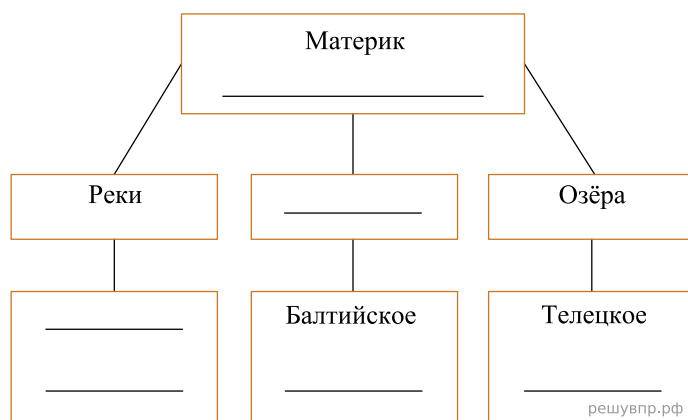 Материк
Реки
Озёра
Балтийское
Телецкое
решувпр.рф